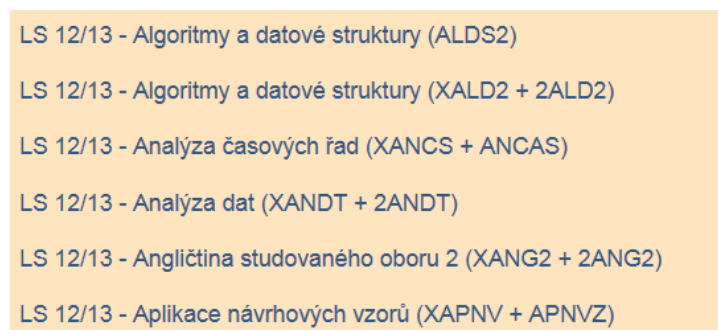 LS 12/13 - Algoritmy a datové struktury (ALDS2)
LS 12/13 - Algoritmy a datové struktury (XALD2 + 2ALD2)
LS 12/13 - Analýza časových řad (XANCS + ANCAS)
LS 12/13 - Analýza dat (XANDT + 2ANDT)
LS 12/13 - Angličtina studovaného oboru 2 (XANG2 + 2ANG2)
LS 12/13 - Aplikace návrhových vzorů (XAPNV + APNVZ)